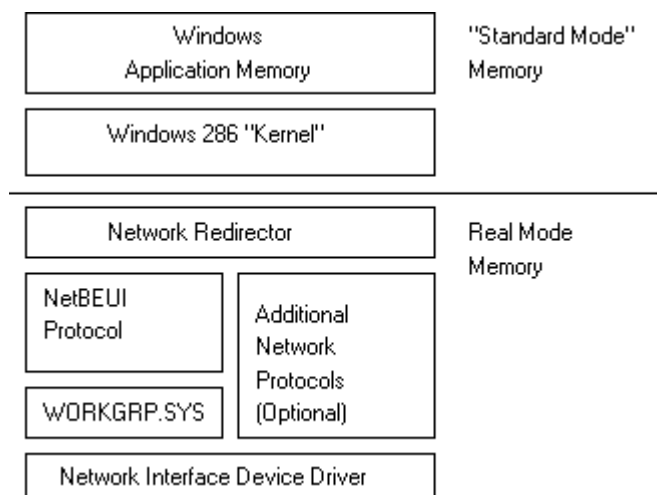 Windows
Application Memory
"Standard Mode"
Memory
Windows 286 "Kernel"
Network Redirector
Real Mode
Memory
NetBEUI
Protocol
Additional
Network
Protocols
(Optional)
WORKGRP.SYS
Network Interface Device Driver